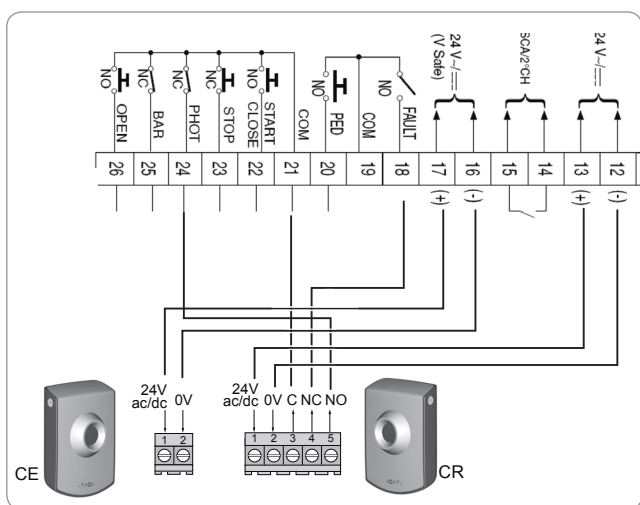 NO OPEN
NC BAR
NC PHOT
NC STOP
NO START
CLOSE
COM
NO PED
COM
NO FAULT
24 V~/⎓
(V Safe)
SCA/2°CH
24 V~/⎓
26 25 24 23 22 21 20 19 18 17 16 15 14 13 12
(+) (-) (+) (-)
24V
ac/dc 0V
24V
ac/dc 0V C NC NO
1 2
1 2 3 4 5
CE
CR